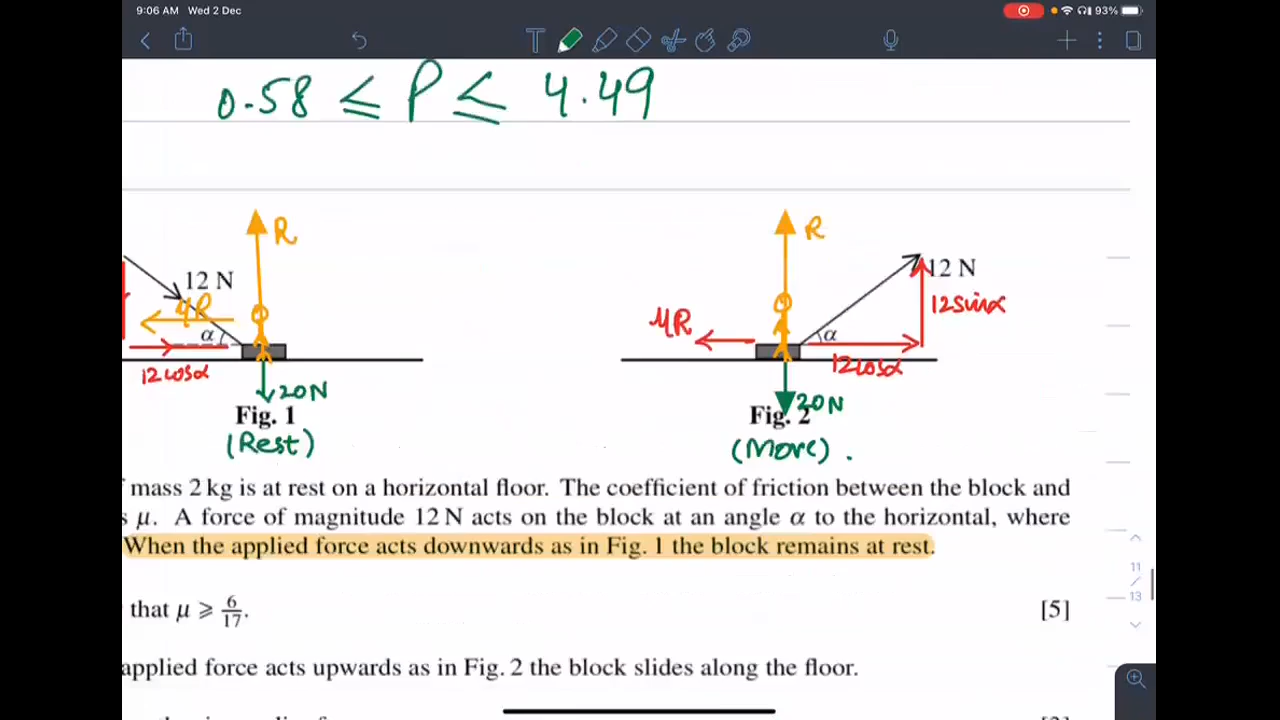 9:06 AM Wed 2 Dec
93%
0.58 ≤ P ≤ 4.49
R
R
12 N
12 N
μR
α
12sinα
μR
α
12cosα
12cosα
20N
20N
Fig. 1
Fig. 2
(Rest)
(More).
mass 2 kg is at rest on a horizontal floor. The coefficient of friction between the block and
s μ. A force of magnitude 12 N acts on the block at an angle α to the horizontal, where
When the applied force acts downwards as in Fig. 1 the block remains at rest.
11
/
13
that μ ⩾ 6/17. [5]
applied force acts upwards as in Fig. 2 the block slides along the floor.